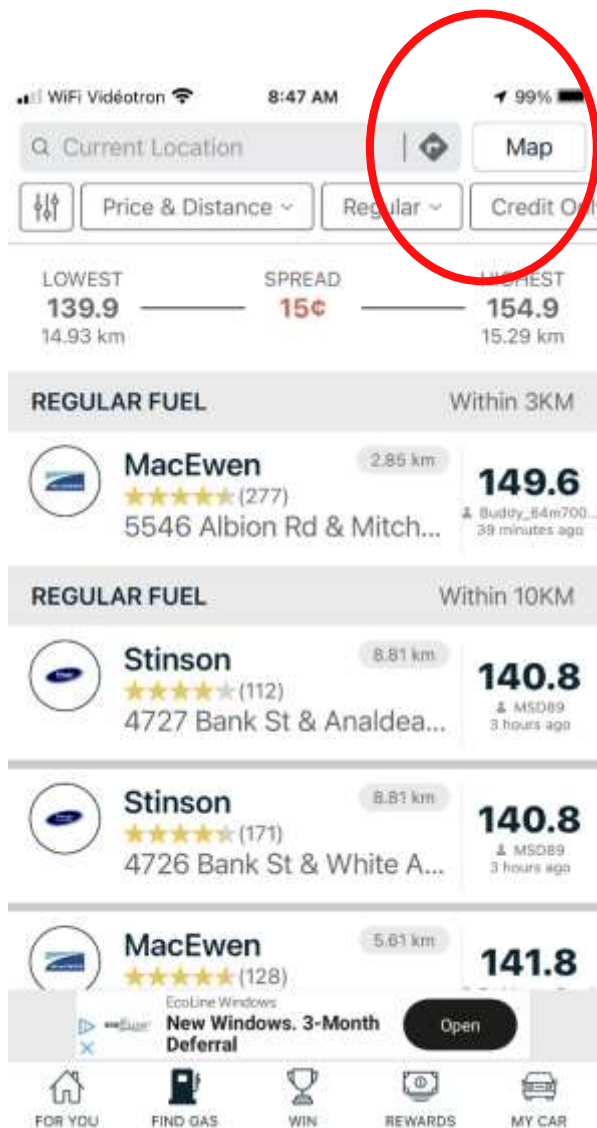 WiFi Vidéotron 8:47 AM 99%
Current Location Map
Price & Distance Regular Credit Onl
LOWEST SPREAD HIGHEST
139.9 15¢ 154.9
14.93 km 15.29 km
REGULAR FUEL Within 3KM
MacEwen 2.85 km 149.6
(277) Buddy_64m700...
5546 Albion Rd & Mitch... 39 minutes ago
REGULAR FUEL Within 10KM
Stinson 8.81 km 140.8
(112) MSD89
4727 Bank St & Analdea... 3 hours ago
Stinson 8.81 km 140.8
(171) MSD89
4726 Bank St & White A... 3 hours ago
MacEwen 5.61 km 141.8
(128)
EcoLine Windows
New Windows. 3-Month Open
Deferral
FOR YOU FIND GAS WIN REWARDS MY CAR